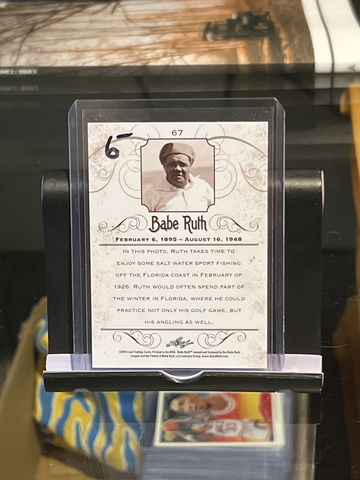 67
6-
Babe Ruth
February 6, 1895 – August 16, 1948
In this photo, Ruth takes time to
enjoy some salt water sport fishing
off the Florida coast in February of
1926. Ruth would often spend part of
the winter in Florida, where he could
practice not only his golf game, but
his angling as well.
Leaf